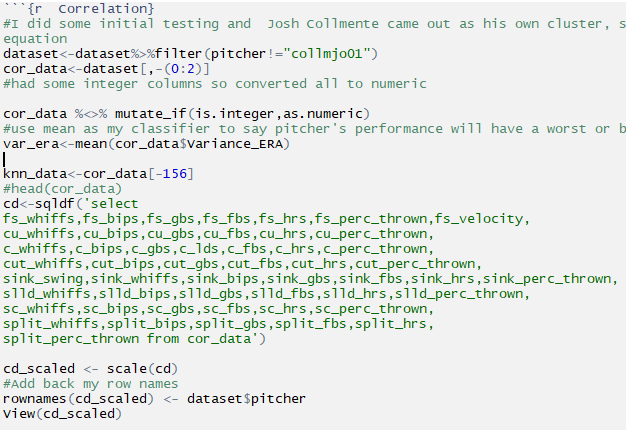 ```{r  Correlation}
#I did some initial testing and  Josh Collmente came out as his own cluster, s
equation
dataset<-dataset%>%filter(pitcher!="collmjo01")
cor_data<-dataset[,-(0:2)]
#had some integer columns so converted all to numeric
cor_data %<>% mutate_if(is.integer,as.numeric)
#use mean as my classifier to say pitcher's performance will have a worst or b
var_era<-mean(cor_data$Variance_ERA)
knn_data<-cor_data[-156]
#head(cor_data)
cd<-sqldf('select
fs_whiffs,fs_bips,fs_gbs,fs_fbs,fs_hrs,fs_perc_thrown,fs_velocity,
cu_whiffs,cu_bips,cu_gbs,cu_fbs,cu_hrs,cu_perc_thrown,
c_whiffs,c_bips,c_gbs,c_lds,c_fbs,c_hrs,c_perc_thrown,
cut_whiffs,cut_bips,cut_gbs,cut_fbs,cut_hrs,cut_perc_thrown,
sink_swing,sink_whiffs,sink_bips,sink_gbs,sink_fbs,sink_hrs,sink_perc_thrown,
slld_whiffs,slld_bips,slld_gbs,slld_fbs,slld_hrs,slld_perc_thrown,
sc_whiffs,sc_bips,sc_gbs,sc_fbs,sc_hrs,sc_perc_thrown,
split_whiffs,split_bips,split_gbs,split_fbs,split_hrs,
split_perc_thrown from cor_data')
cd_scaled <- scale(cd)
#Add back my row names
rownames(cd_scaled) <- dataset$pitcher
View(cd_scaled)